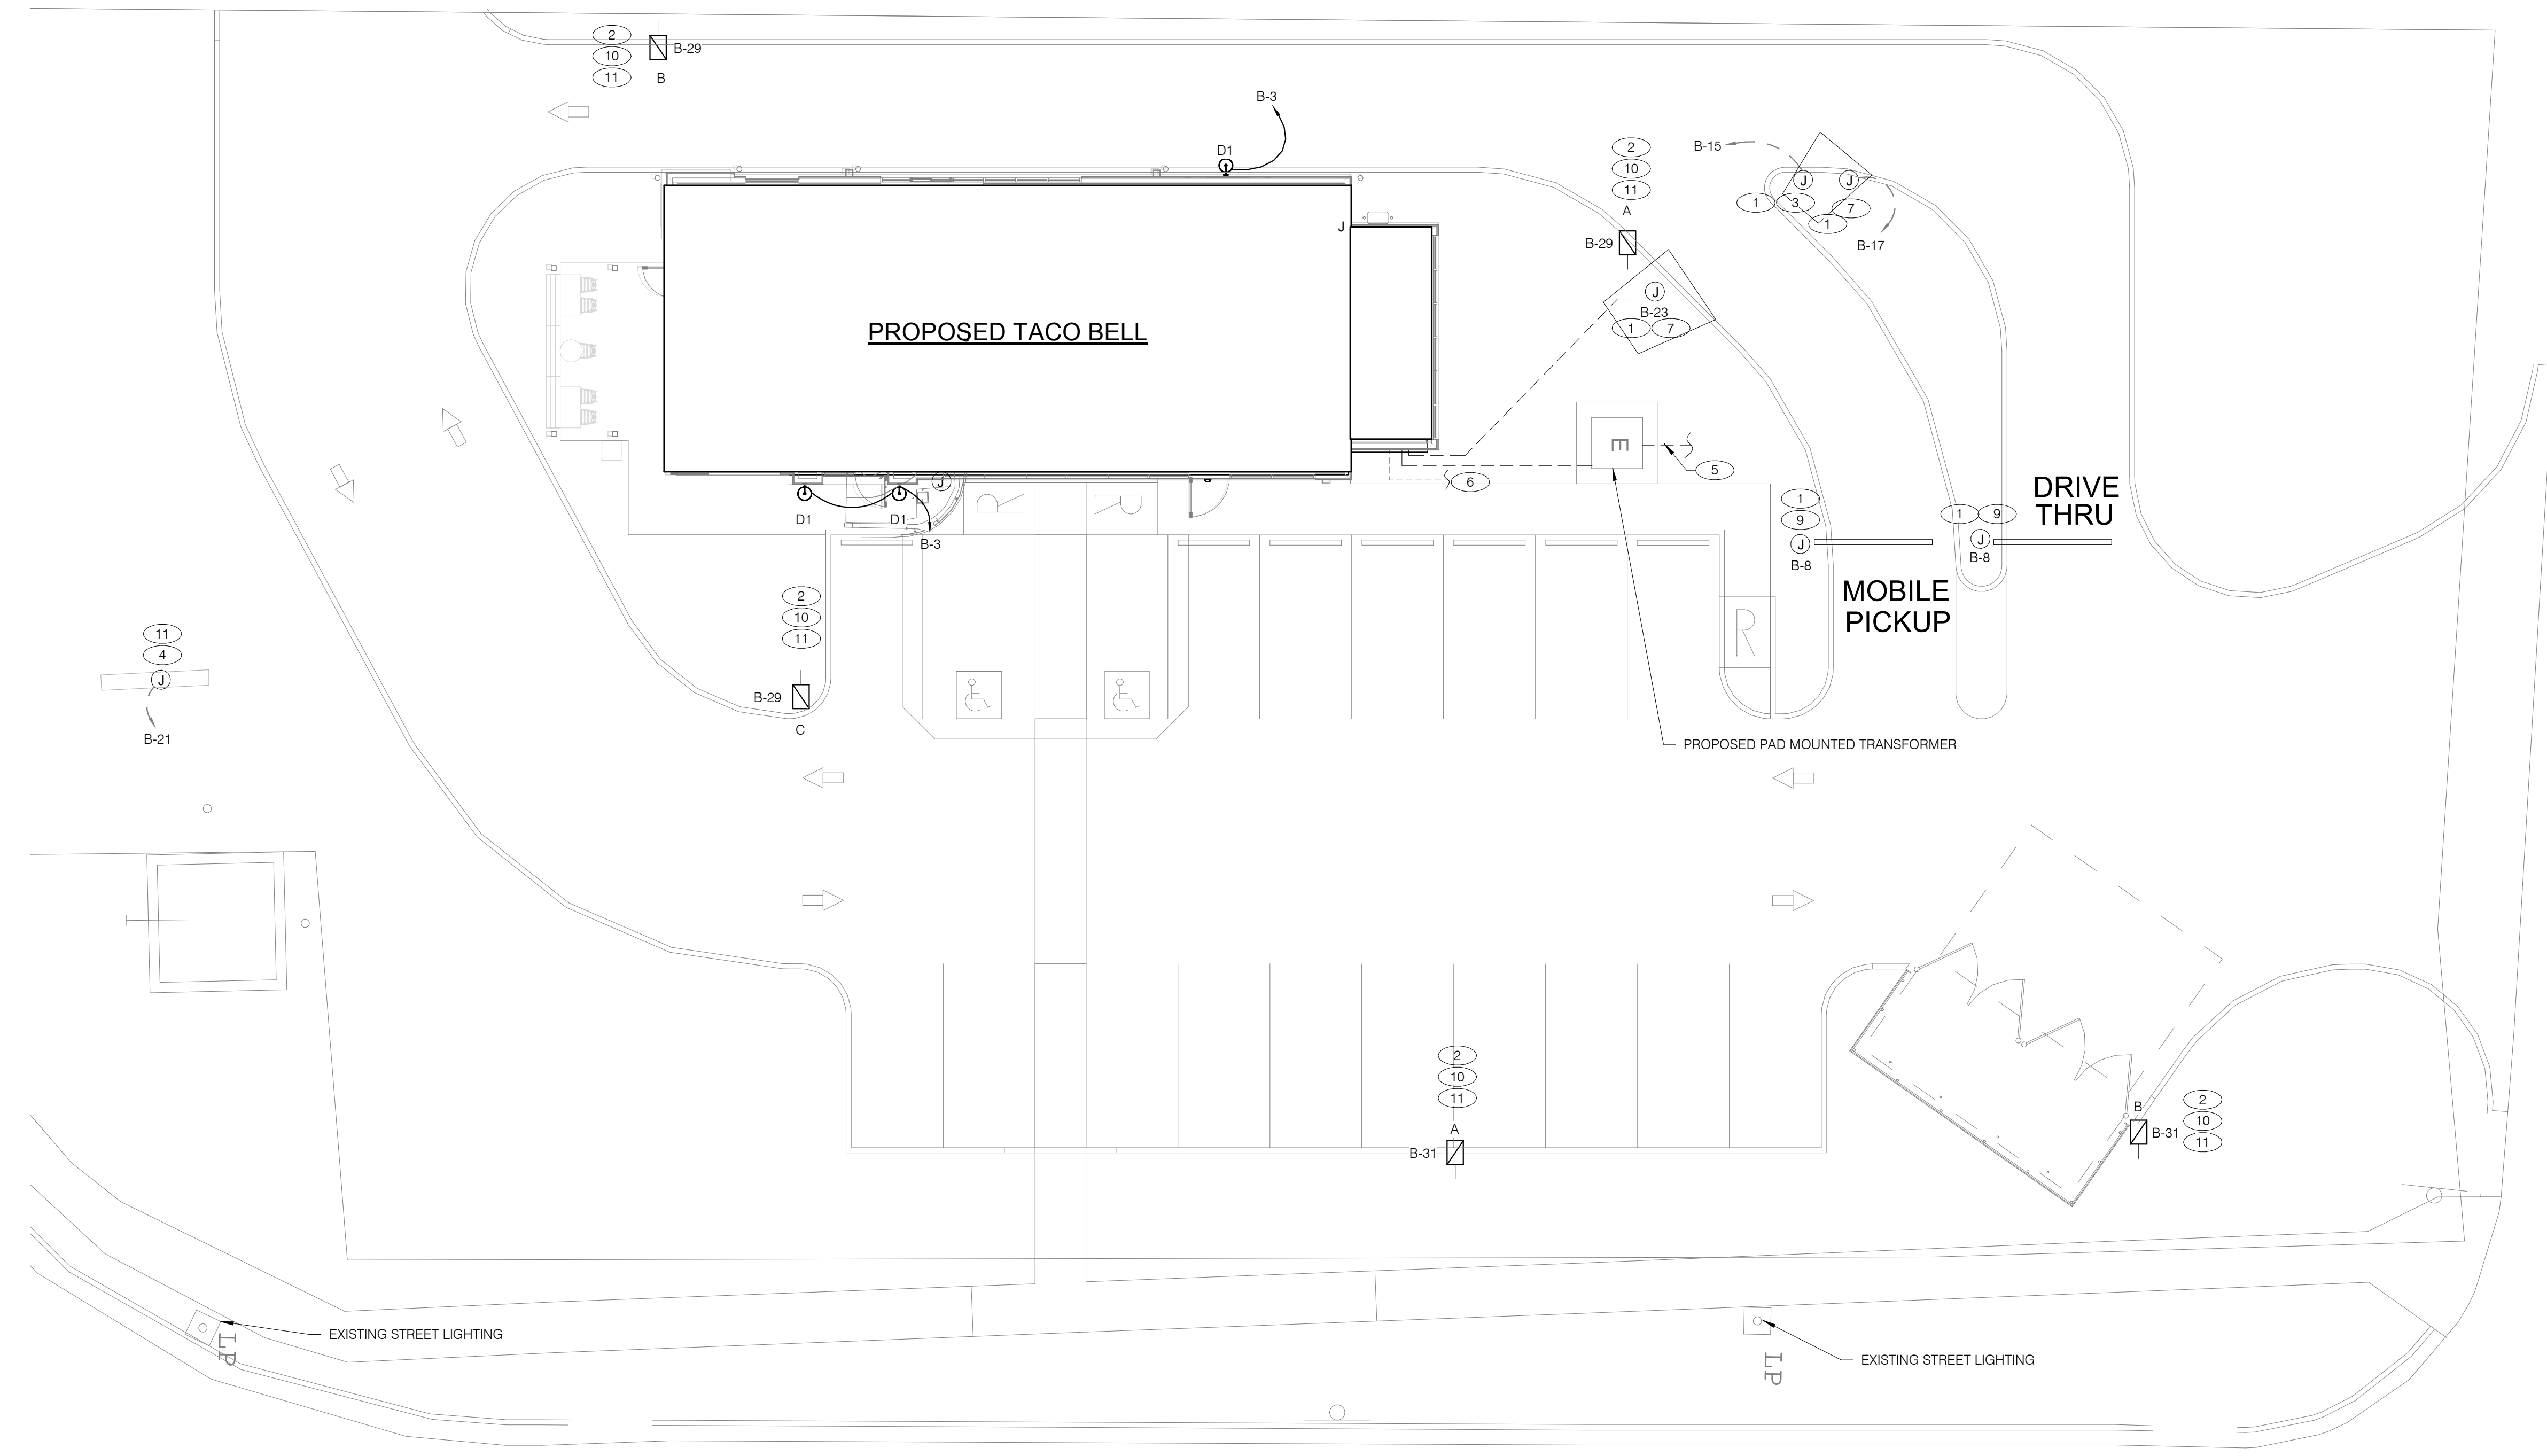 2
10
11
B-29
B
B-3
D1
2
10
11
A
B-29
B-15
J
J
1
3
7
1
B-17
J
J
B-23
1
7
PROPOSED TACO BELL
J
E
5
6
J
D1
D1
B-3
R
R
1
9
J
B-8
1
9
J
B-8
DRIVE
THRU
MOBILE
PICKUP
R
2
10
11
B-29
C
11
4
J
B-21
PROPOSED PAD MOUNTED TRANSFORMER
2
10
11
A
B-31
B
B-31
2
10
11
EXISTING STREET LIGHTING
LP
EXISTING STREET LIGHTING
LP